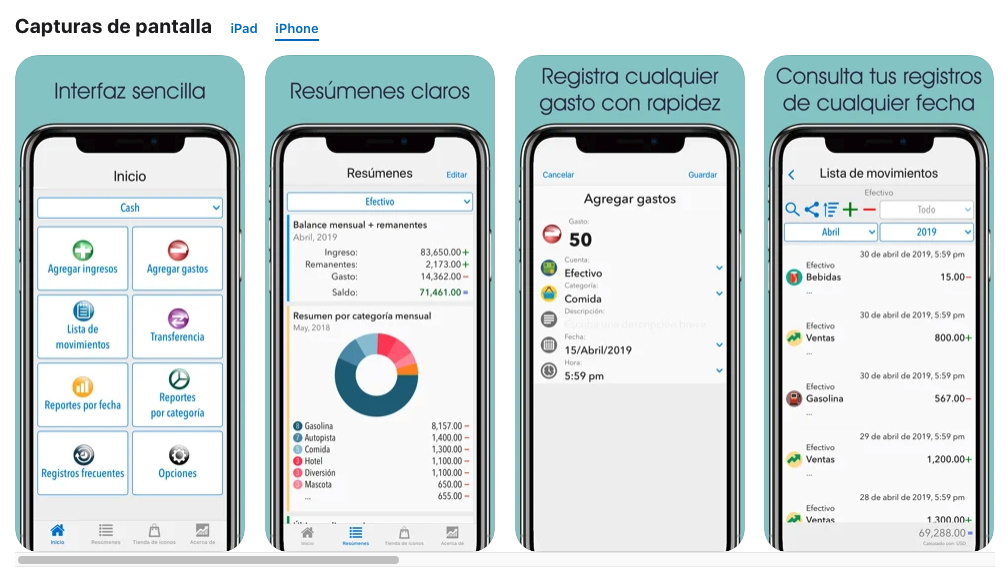 Capturas de pantalla
iPad
iPhone
Interfaz sencilla
Inicio
Cash
Agregar ingresos
Agregar gastos
Lista de
movimientos
Transferencia
Reportes por fecha
Reportes
por categoría
Registros frecuentes
Opciones
Inicio
Resúmenes
Tienda de iconos
Acerca de
Resúmenes claros
Resúmenes
Editar
Efectivo
Balance mensual + remanentes
Abril, 2019
Ingreso: 83,650.00+
Remanentes: 2,173.00+
Gasto: 14,362.00−
Saldo: 71,461.00=
Resumen por categoría mensual
May, 2018
Gasolina 8,157.00 −
Autopista 1,400.00 −
Comida 1,300.00 −
Hotel 1,100.00 −
Diversión 1,100.00 −
Mascota 650.00 −
... 655.00 −
Inicio
Resúmenes
Tienda de iconos
Acerca de
Registra cualquier
gasto con rapidez
Cancelar
Guardar
Agregar gastos
Gasto:
50
Cuenta:
Efectivo
Categoría:
Comida
Descripción:
Escriba una descripción breve
Fecha:
15/Abril/2019
Hora:
5:59 pm
Consulta tus registros
de cualquier fecha
Lista de movimientos
Efectivo
Todo
Abril
2019
30 de abril de 2019, 5:59 pm
Efectivo
Bebidas 15.00−
...
30 de abril de 2019, 5:59 pm
Efectivo
Ventas 800.00+
...
30 de abril de 2019, 5:59 pm
Efectivo
Gasolina 567.00−
...
29 de abril de 2019, 5:59 pm
Efectivo
Ventas 1,200.00+
...
28 de abril de 2019, 5:59 pm
Efectivo
Ventas 1,300.00+
69,288.00 =
Calculado con: USD